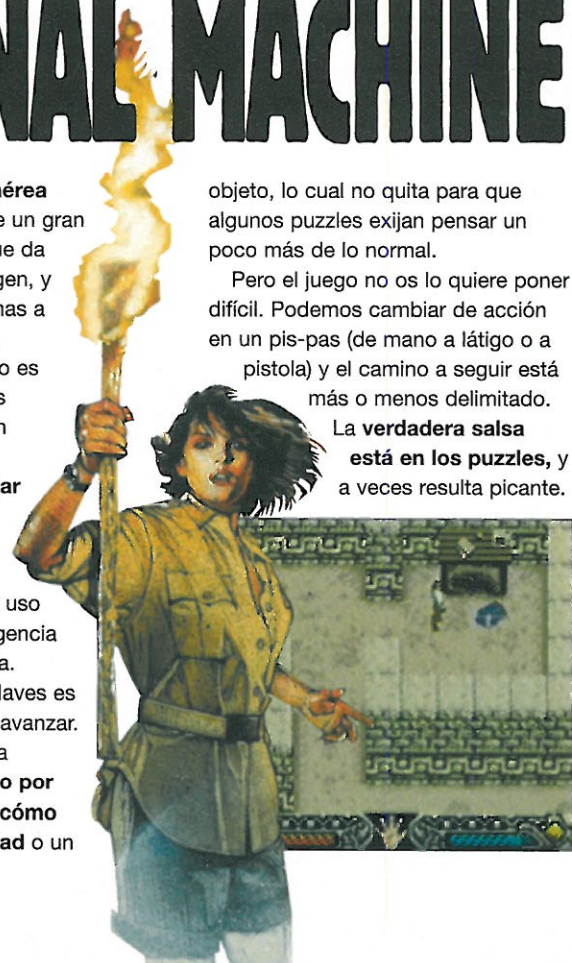 NAL MACHINE
érea
e un gran
ue da
gen, y
nas a
o es
s
n
ar
uso
gencia
a.
laves es
avanzar.
a
o por
cómo
ad o un
objeto, lo cual no quita para que
algunos puzzles exijan pensar un
poco más de lo normal.
Pero el juego no os lo quiere poner
difícil. Podemos cambiar de acción
en un pis-pas (de mano a látigo o a
pistola) y el camino a seguir está
más o menos delimitado.
La verdadera salsa
está en los puzzles, y
a veces resulta picante.